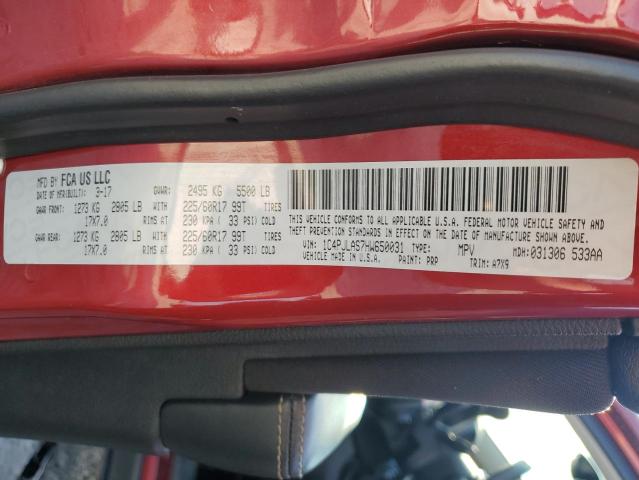 MFD BY FCA US LLC
DATE OF MFR(BUILT): 3-17 GVWR: 2495 KG 5500 LB
GAWR FRONT: 1273 KG 2805 LB WITH 225/60R17 99T TIRES
17X7.0 RIMS AT 230 KPA ( 33 PSI) COLD
GAWR REAR: 1273 KG 2805 LB WITH 225/60R17 99T TIRES
17X7.0 RIMS AT 230 KPA ( 33 PSI) COLD
THIS VEHICLE CONFORMS TO ALL APPLICABLE U.S.A. FEDERAL MOTOR VEHICLE SAFETY AND
THEFT PREVENTION STANDARDS IN EFFECT ON THE DATE OF MANUFACTURE SHOWN ABOVE.
VIN: 1C4PJLAS7HW650031 TYPE: MPV MDH: 031306 533AA
MADE IN U.S.A. PAINT: PRP TRIM: A7X9